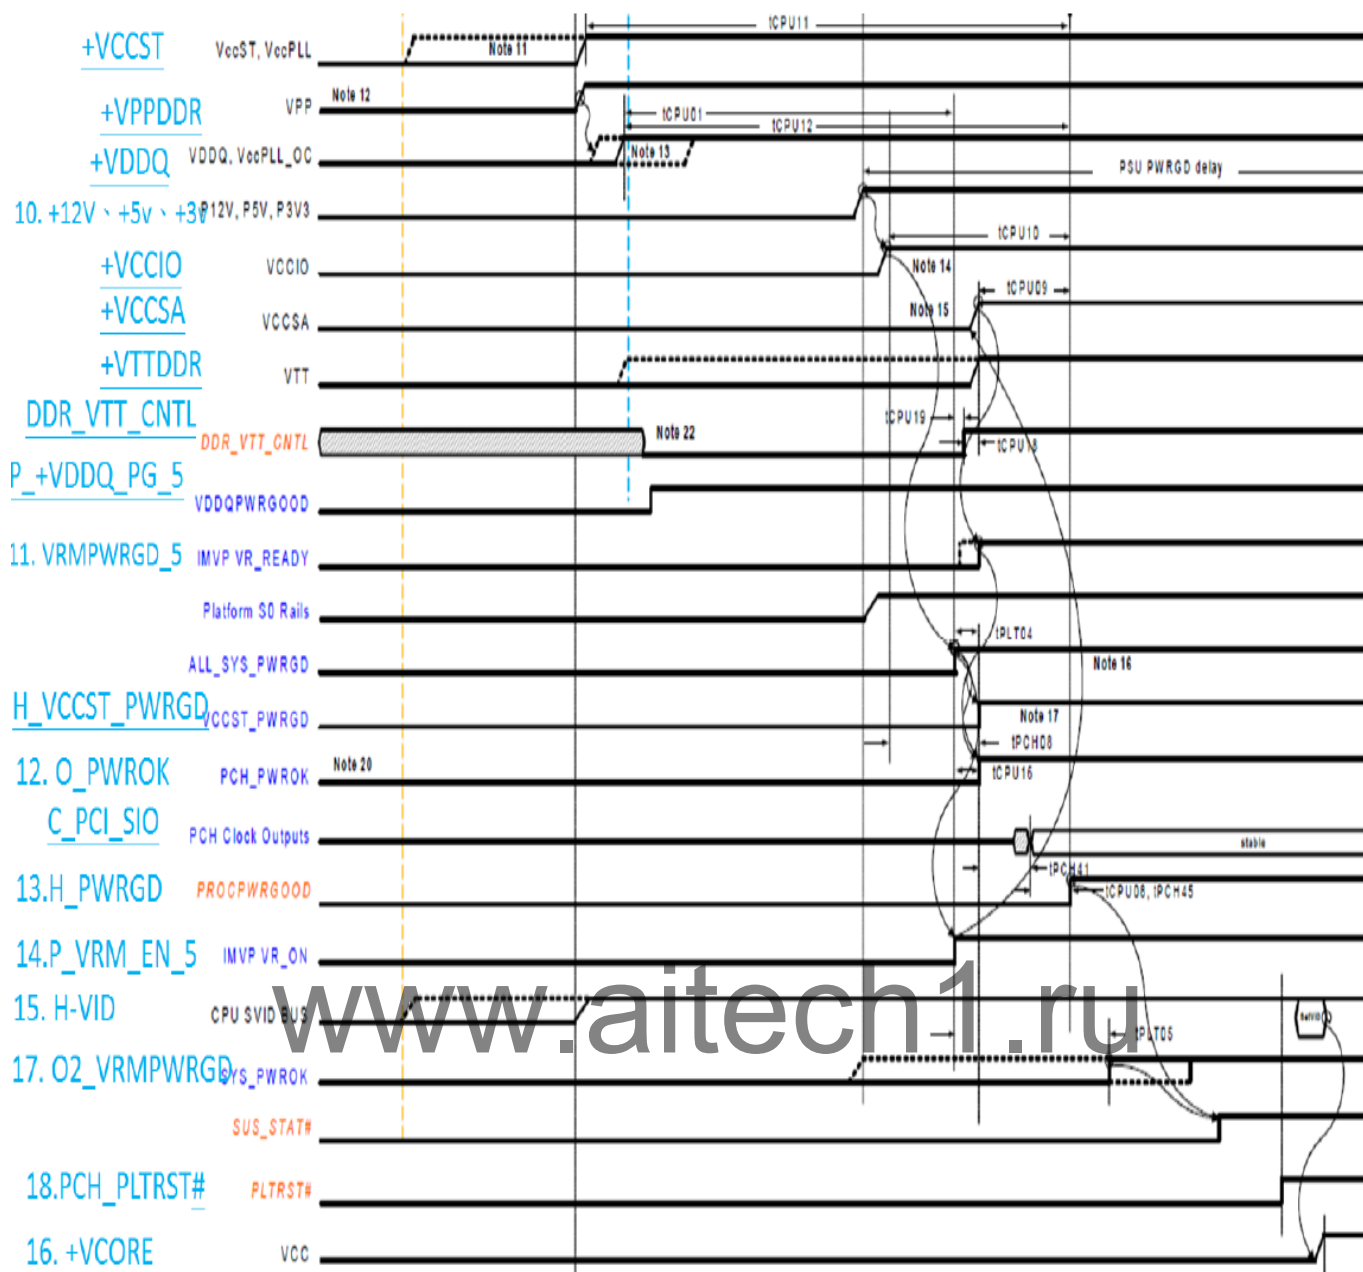 tCPU11
+VCCST VccST, VccPLL Note 11
+VPPDDR VPP Note 12
tCPU01
tCPU12
+VDDQ VDDQ, VccPLL_OC Note 13
PSU PWRGD delay
10. +12V、+5v、+3v P12V, P5V, P3V3
tCPU10
+VCCIO VCCIO Note 14
tCPU09
+VCCSA VCCSA Note 15
+VTTDDR VTT
DDR_VTT_CNTL tCPU19
DDR_VTT_CNTL Note 22 tCPU18
P_+VDDQ_PG_5 VDDQPWRGOOD
11. VRMPWRGD_5 IMVP VR_READY
Platform S0 Rails
tPLT04
ALL_SYS_PWRGD Note 16
H_VCCST_PWRGD VCCST_PWRGD Note 17
tPCH08
12. O_PWROK PCH_PWROK Note 20 tCPU16
C_PCI_SIO PCH Clock Outputs stable
tPCH41
13.H_PWRGD PROCPWRGOOD tCPU08, tPCH45
14.P_VRM_EN_5 IMVP VR_ON
www.aitech1.ru
15. H-VID CPU SVID BUS
tPLT05
17. O2_VRMPWRGD SYS_PWROK
SUS_STAT#
18.PCH_PLTRST# PLTRST#
16. +VCORE VCC